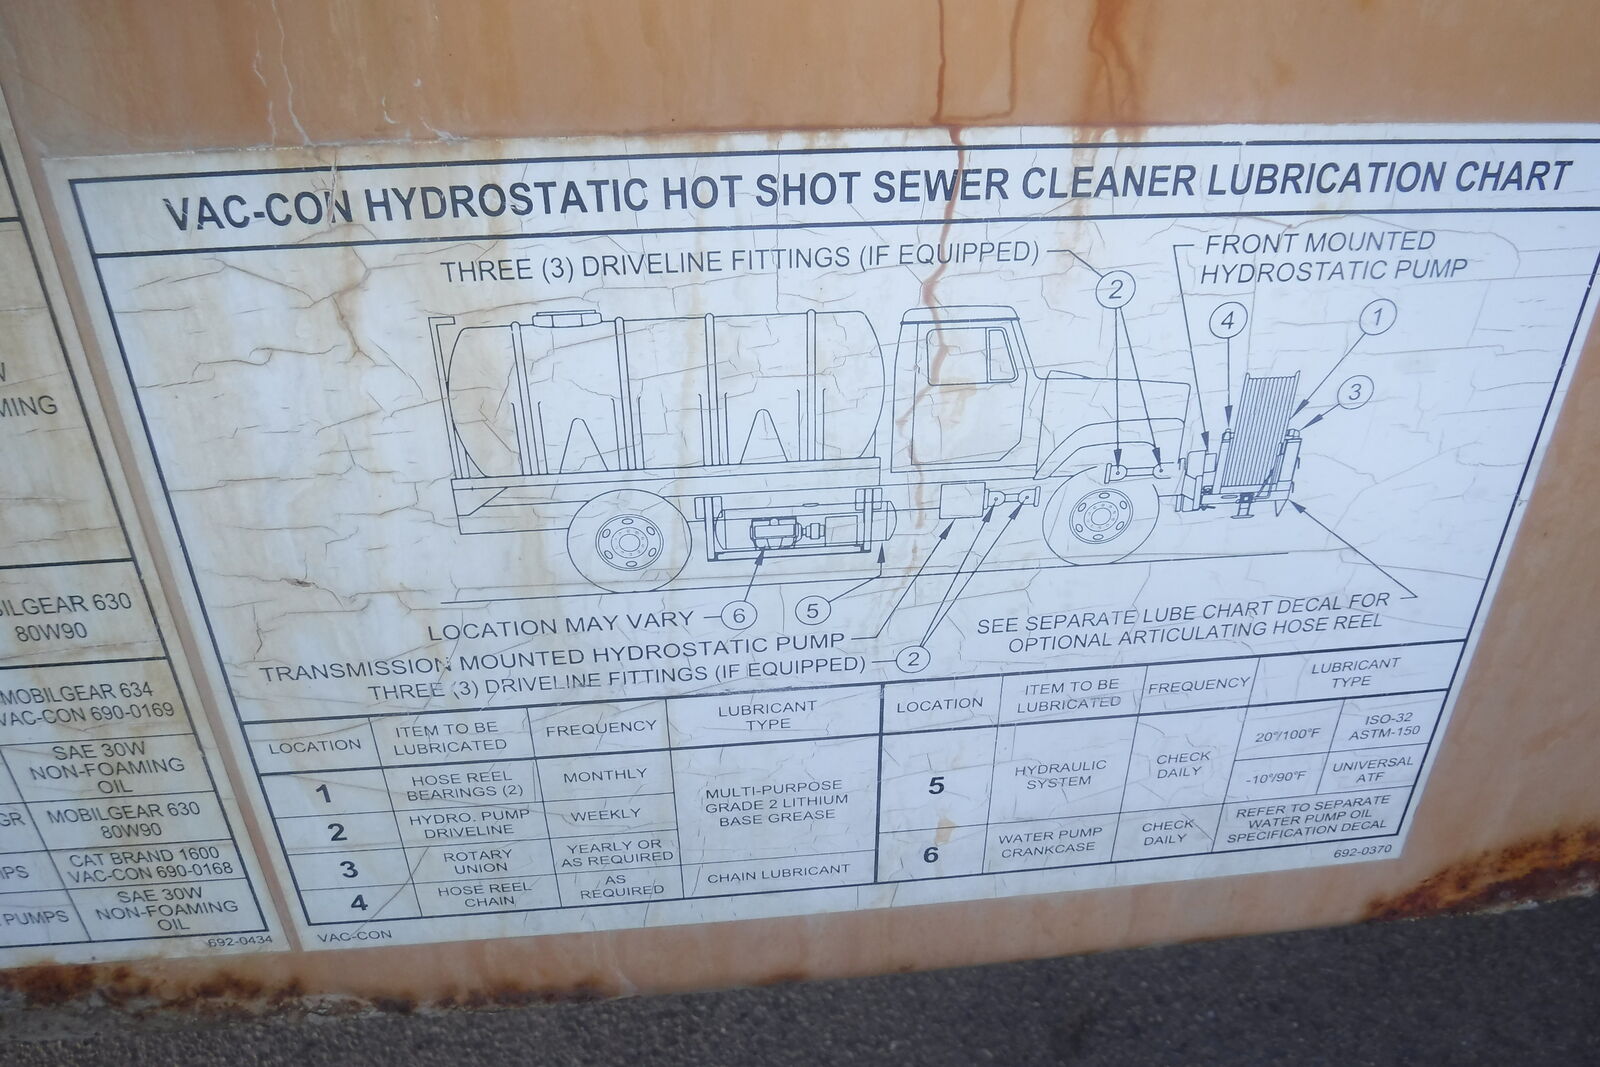 VAC-CON HYDROSTATIC HOT SHOT SEWER CLEANER LUBRICATION CHART
THREE (3) DRIVELINE FITTINGS (IF EQUIPPED)
2
FRONT MOUNTED
HYDROSTATIC PUMP
4
1
3
LOCATION MAY VARY
6
5
TRANSMISSION MOUNTED HYDROSTATIC PUMP
THREE (3) DRIVELINE FITTINGS (IF EQUIPPED)
2
SEE SEPARATE LUBE CHART DECAL FOR
OPTIONAL ARTICULATING HOSE REEL
LOCATION
ITEM TO BE
LUBRICATED
FREQUENCY
LUBRICANT
TYPE
1
HOSE REEL
BEARINGS (2)
MONTHLY
2
HYDRO. PUMP
DRIVELINE
WEEKLY
MULTI-PURPOSE
GRADE 2 LITHIUM
BASE GREASE
3
ROTARY
UNION
YEARLY OR
AS REQUIRED
4
HOSE REEL
CHAIN
AS
REQUIRED
CHAIN LUBRICANT
LOCATION
ITEM TO BE
LUBRICATED
FREQUENCY
LUBRICANT
TYPE
5
HYDRAULIC
SYSTEM
CHECK
DAILY
20°/100°F
ISO-32
ASTM-150
-10°/90°F
UNIVERSAL
ATF
6
WATER PUMP
CRANKCASE
CHECK
DAILY
REFER TO SEPARATE
WATER PUMP OIL
SPECIFICATION DECAL
VAC-CON
692-0370
MING
ILGEAR 630
80W90
MOBILGEAR 634
VAC-CON 690-0169
SAE 30W
NON-FOAMING
OIL
GR
MOBILGEAR 630
80W90
MPS
CAT BRAND 1600
VAC-CON 690-0168
PUMPS
SAE 30W
NON-FOAMING
OIL
692-0434